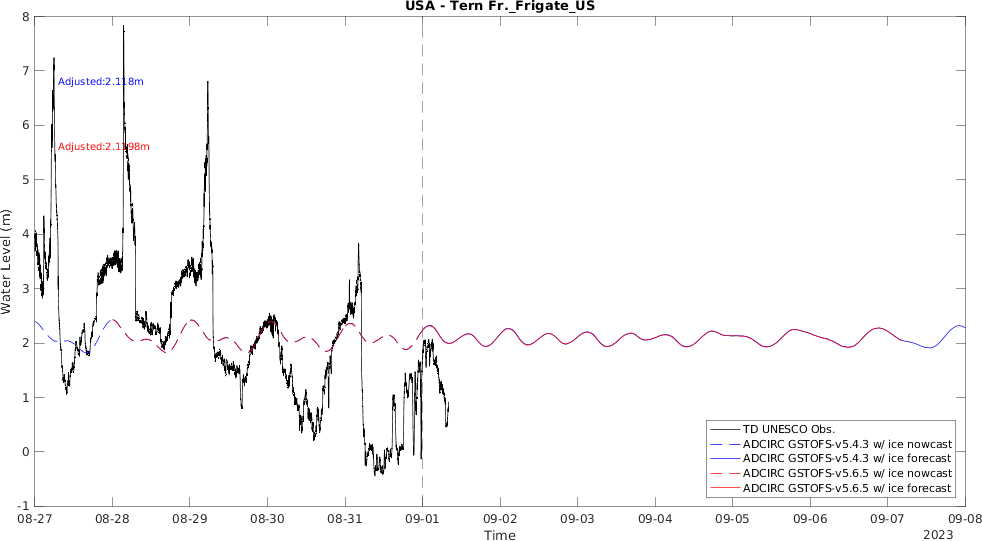 USA - Tern Fr._Frigate_US
8
7
6
5
4
3
2
1
0
-1
Water Level (m)
Adjusted:2.118m
Adjusted:2.1198m
TD UNESCO Obs.
ADCIRC GSTOFS-v5.4.3 w/ ice nowcast
ADCIRC GSTOFS-v5.4.3 w/ ice forecast
ADCIRC GSTOFS-v5.6.5 w/ ice nowcast
ADCIRC GSTOFS-v5.6.5 w/ ice forecast
08-27 08-28 08-29 08-30 08-31 09-01 09-02 09-03 09-04 09-05 09-06 09-07 09-08
Time
2023